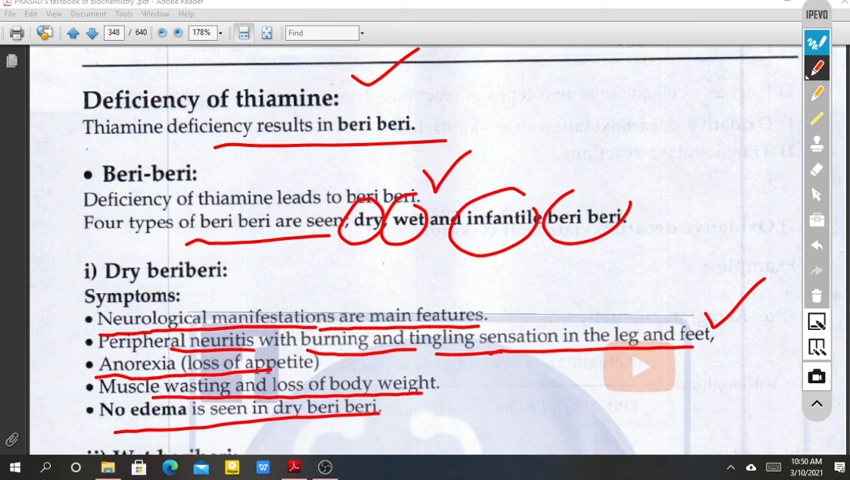 PRASAD's textbook of biochemistry .pdf - Adobe Reader
File Edit View Document Tools Window Help
348 / 640 178% Find
IPEVO
Deficiency of thiamine:
Thiamine deficiency results in beri beri.
• Beri-beri:
Deficiency of thiamine leads to beri beri.
Four types of beri beri are seen, dry, wet and infantile beri beri.
i) Dry beriberi:
Symptoms:
• Neurological manifestations are main features.
• Peripheral neuritis with burning and tingling sensation in the leg and feet,
• Anorexia (loss of appetite)
• Muscle wasting and loss of body weight.
• No edema is seen in dry beri beri.
ii) Wet beriberi:
10:50 AM
3/10/2021